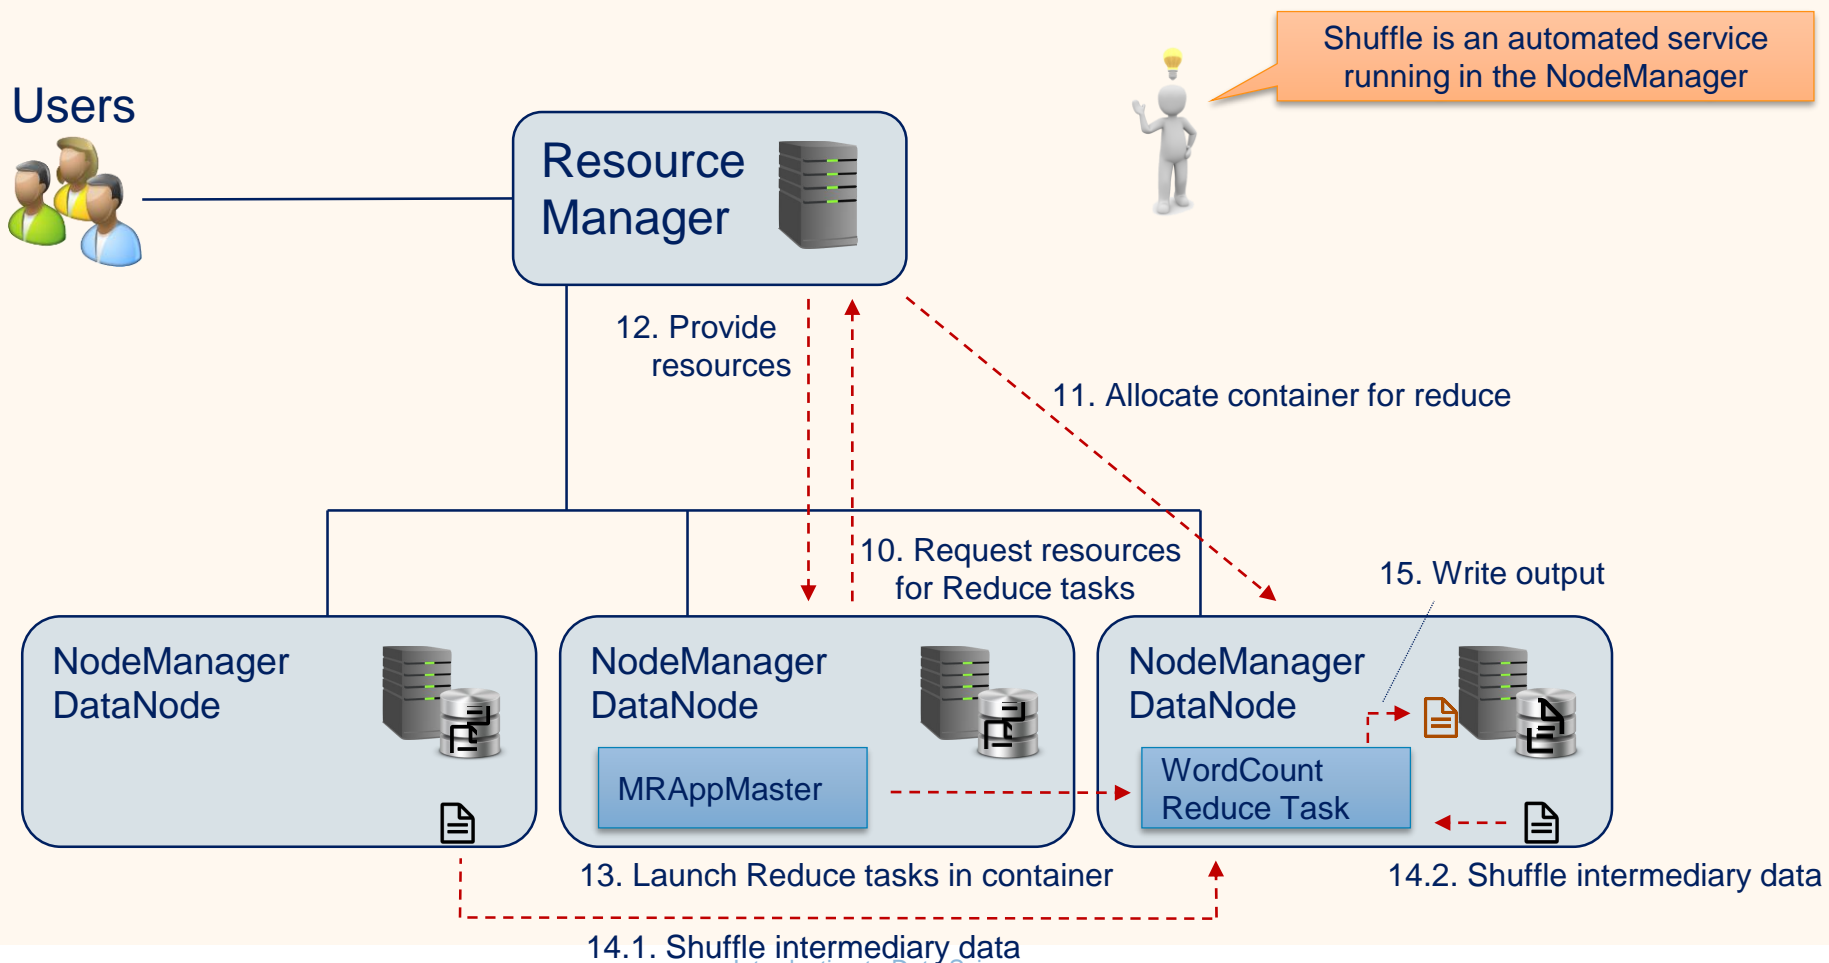 Shuffle is an automated service
running in the NodeManager
Users
Resource
Manager
12. Provide
resources
11. Allocate container for reduce
10. Request resources
for Reduce tasks
15. Write output
NodeManager
DataNode
NodeManager
DataNode
MRAppMaster
NodeManager
DataNode
WordCount
Reduce Task
13. Launch Reduce tasks in container
14.2. Shuffle intermediary data
14.1. Shuffle intermediary data